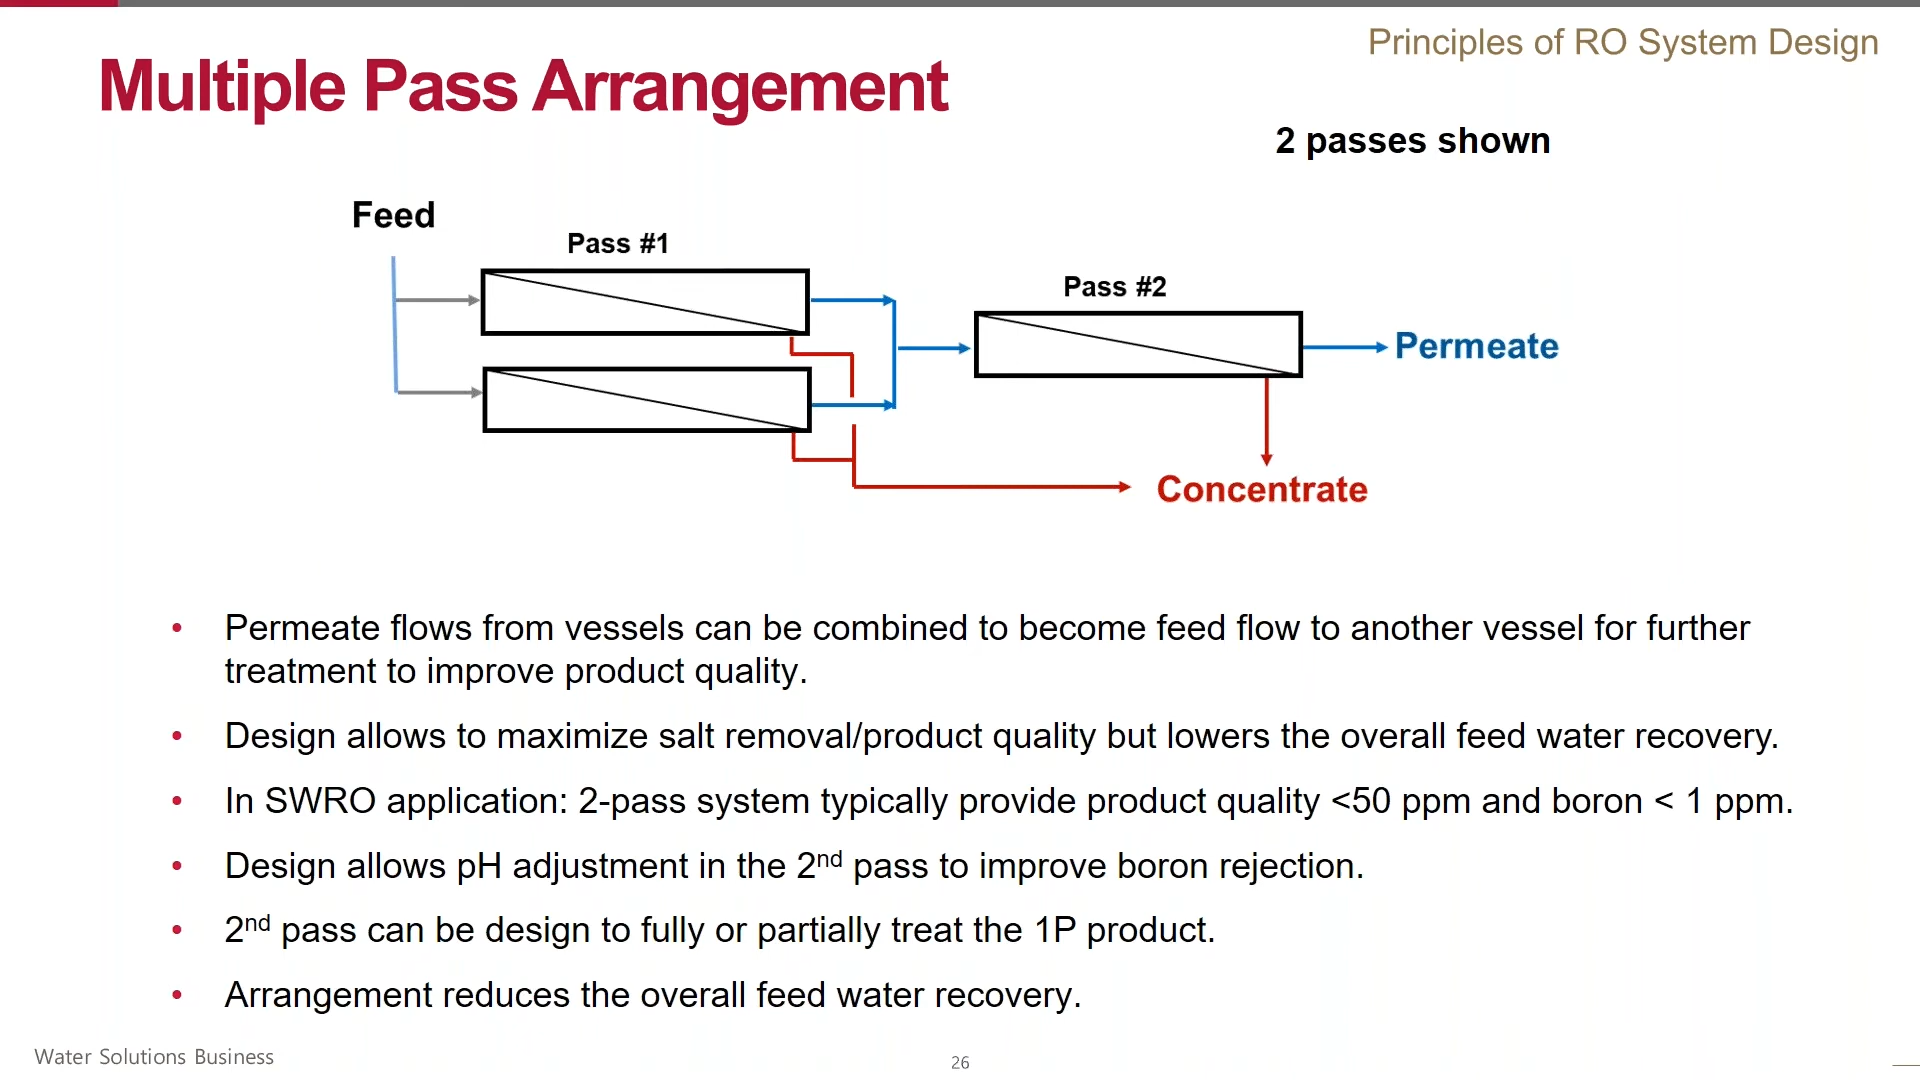 Principles of RO System Design
Multiple Pass Arrangement
2 passes shown
Feed
Pass #1
Pass #2
Permeate
Concentrate
• Permeate flows from vessels can be combined to become feed flow to another vessel for further
treatment to improve product quality.
• Design allows to maximize salt removal/product quality but lowers the overall feed water recovery.
• In SWRO application: 2-pass system typically provide product quality <50 ppm and boron < 1 ppm.
• Design allows pH adjustment in the 2nd pass to improve boron rejection.
• 2nd pass can be design to fully or partially treat the 1P product.
• Arrangement reduces the overall feed water recovery.
Water Solutions Business
26